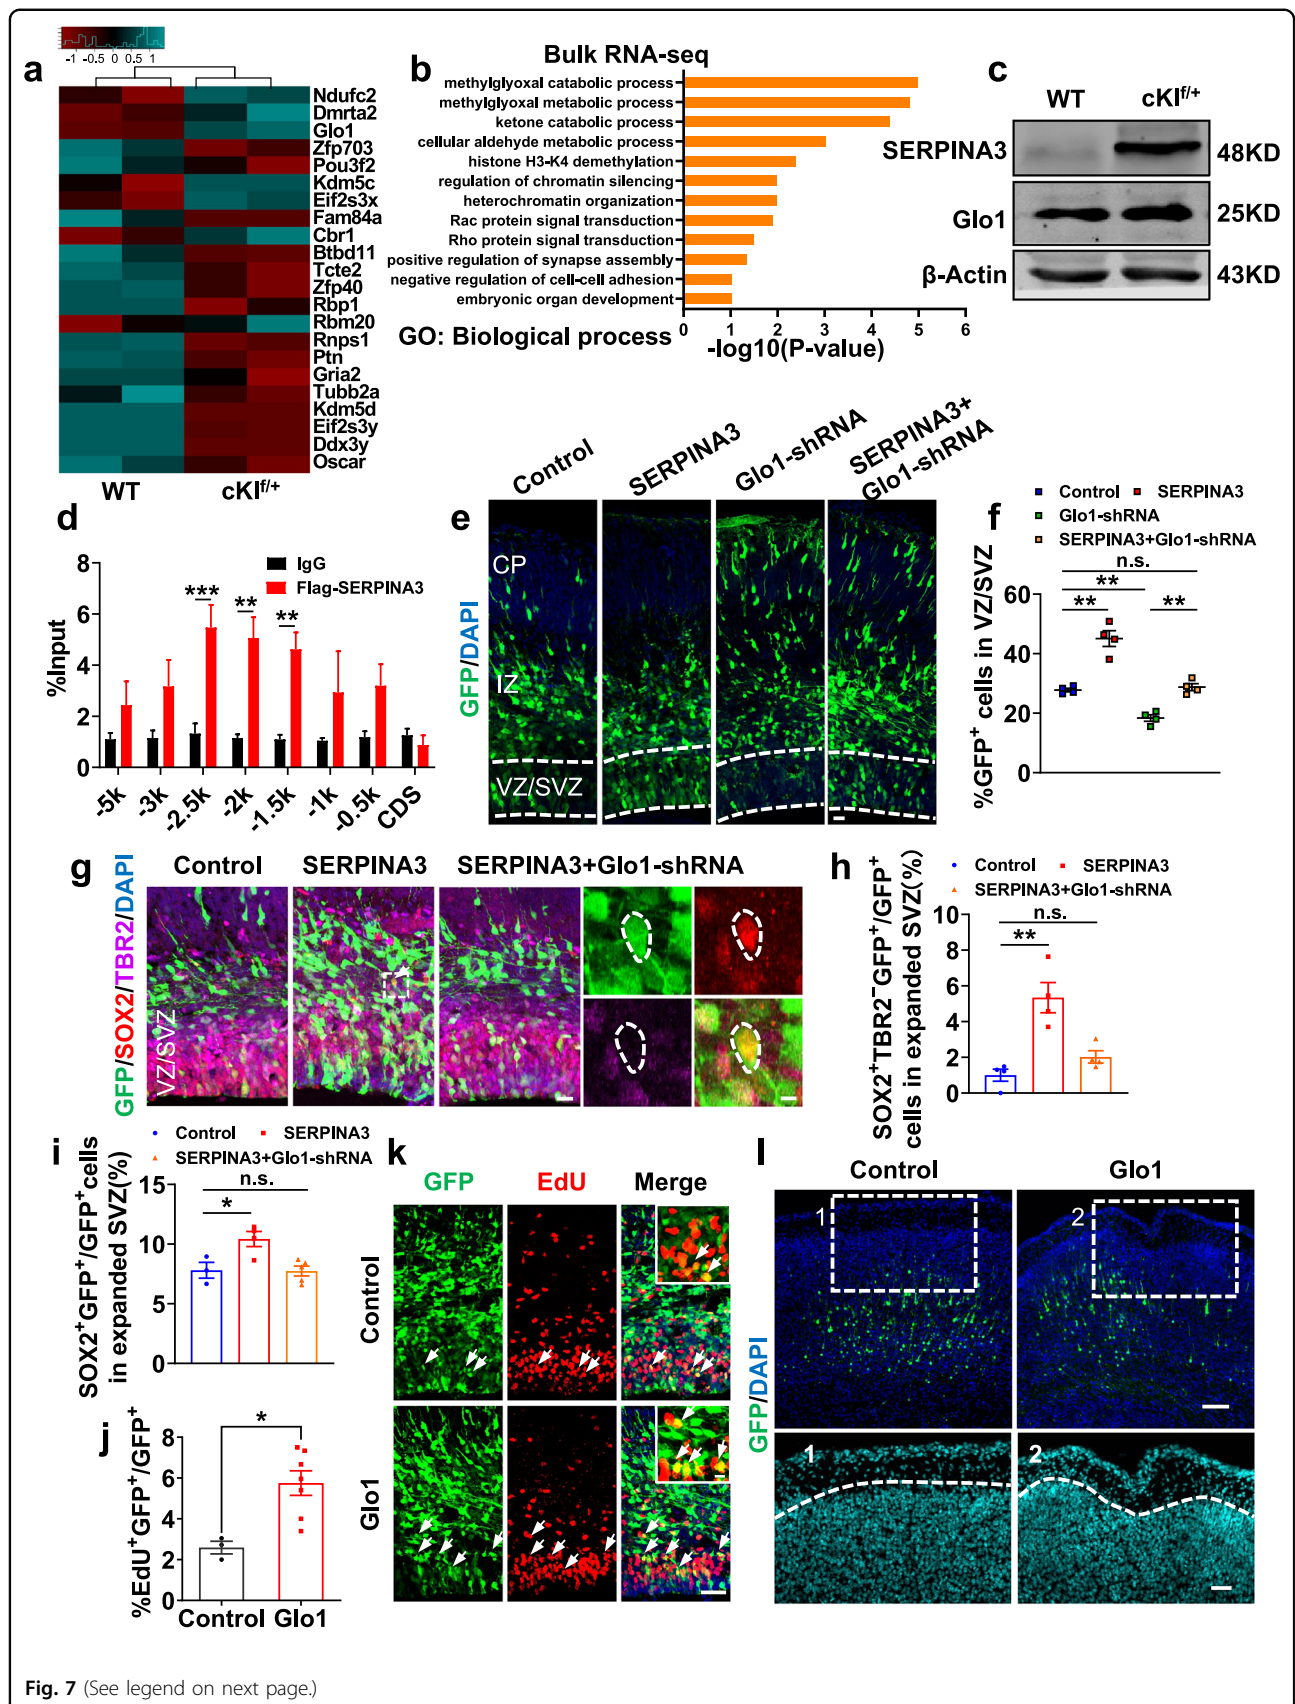 -1 -0.5 0 0.5 1
a
Ndufc2
Dmrta2
Glo1
Zfp703
Pou3f2
Kdm5c
Eif2s3x
Fam84a
Cbr1
Btbd11
Tcte2
Zfp40
Rbp1
Rbm20
Rnps1
Ptn
Gria2
Tubb2a
Kdm5d
Eif2s3y
Ddx3y
Oscar
WT cKIf/+
b
Bulk RNA-seq
methylglyoxal catabolic process
methylglyoxal metabolic process
ketone catabolic process
cellular aldehyde metabolic process
histone H3-K4 demethylation
regulation of chromatin silencing
heterochromatin organization
Rac protein signal transduction
Rho protein signal transduction
positive regulation of synapse assembly
negative regulation of cell-cell adhesion
embryonic organ development
0 1 2 3 4 5 6
GO: Biological process
-log10(P-value)
c
WT cKIf/+
SERPINA3 48KD
Glo1 25KD
β-Actin 43KD
d
IgG
Flag-SERPINA3
%Input
8
6
4
2
0
*** ** **
-5k -3k -2.5k -2k -1.5k -1k -0.5k CDS
e
Control SERPINA3 Glo1-shRNA SERPINA3+
Glo1-shRNA
GFP/DAPI
CP
IZ
VZ/SVZ
f
Control SERPINA3
Glo1-shRNA
SERPINA3+Glo1-shRNA
n.s.
**
** **
%GFP+ cells in VZ/SVZ
60
40
20
0
g
Control SERPINA3 SERPINA3+Glo1-shRNA
GFP/SOX2/TBR2/DAPI
VZ/SVZ
h
Control SERPINA3
SERPINA3+Glo1-shRNA
n.s.
**
SOX2+TBR2-GFP+/GFP+
cells in expanded SVZ(%)
10
8
6
4
2
0
i
Control SERPINA3
SERPINA3+Glo1-shRNA
n.s.
*
SOX2+GFP+/GFP+cells
in expanded SVZ(%)
15
10
5
0
j
*
%EdU+GFP+/GFP+
8
6
4
2
0
Control Glo1
k
GFP EdU Merge
Control
Glo1
l
Control Glo1
GFP/DAPI
1 2
1 2
Fig. 7 (See legend on next page.)